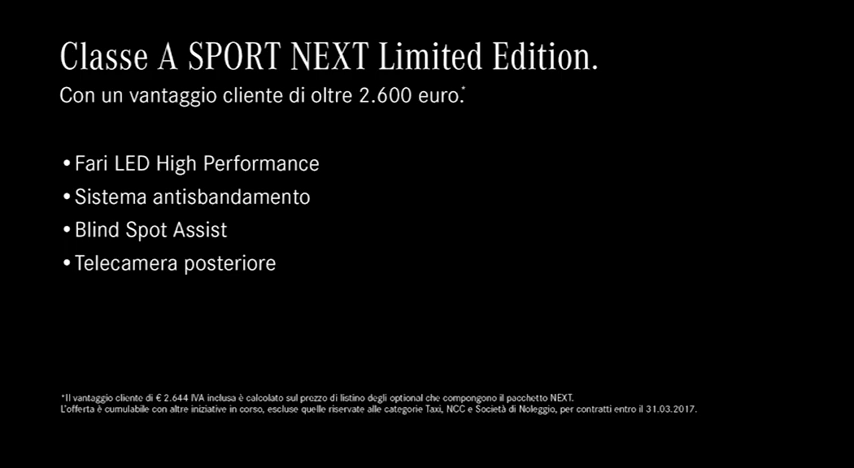 Classe A SPORT NEXT Limited Edition.
Con un vantaggio cliente di oltre 2.600 euro.*
• Fari LED High Performance
• Sistema antisbandamento
• Blind Spot Assist
• Telecamera posteriore
*Il vantaggio cliente di € 2.644 IVA inclusa è calcolato sul prezzo di listino degli optional che compongono il pacchetto NEXT.
L'offerta è cumulabile con altre iniziative in corso, escluse quelle riservate alle categorie Taxi, NCC e Società di Noleggio, per contratti entro il 31.03.2017.